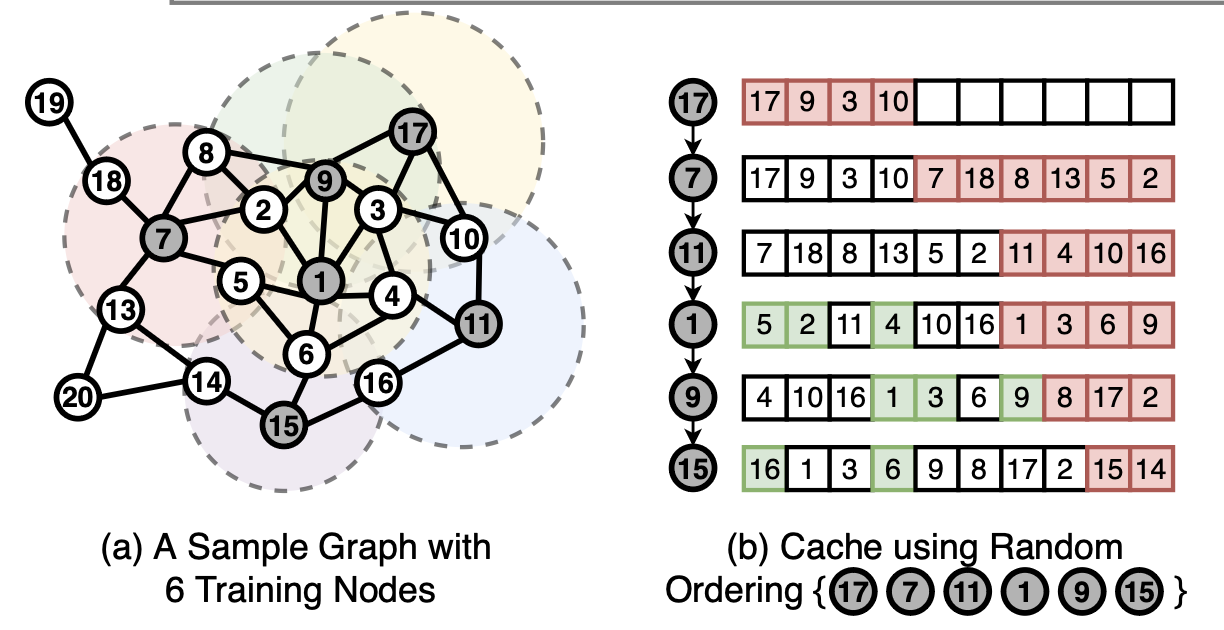 19
8
17
18
9
2
3
7
10
5
1
4
13
11
6
14
16
20
15
(a) A Sample Graph with
6 Training Nodes
17 17 9 3 10
7 17 9 3 10 7 18 8 13 5 2
11 7 18 8 13 5 2 11 4 10 16
1 5 2 11 4 10 16 1 3 6 9
9 4 10 16 1 3 6 9 8 17 2
15 16 1 3 6 9 8 17 2 15 14
(b) Cache using Random
Ordering { 17 7 11 1 9 15 }